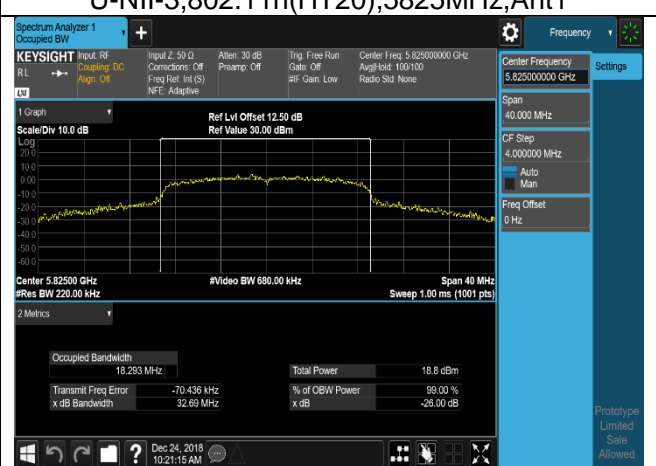 U-NII-3,802.11n(HT20),5825MHz,Ant1
Spectrum Analyzer 1
Occupied BW
Frequency
KEYSIGHT Input: RF
R L
Coupling: DC
Align: Off
Input Z: 50 Ω
Corrections: Off
Freq Ref: Int (S)
NFE: Adaptive
Atten: 30 dB
Preamp: Off
Trig: Free Run
Gate: Off
#IF Gain: Low
Center Freq: 5.825000000 GHz
Avg|Hold: 100/100
Radio Std: None
Center Frequency
5.825000000 GHz
Settings
Span
40.000 MHz
CF Step
4.000000 MHz
Auto
Man
Freq Offset
0 Hz
1 Graph
Scale/Div 10.0 dB
Ref Lvl Offset 12.50 dB
Ref Value 30.00 dBm
Log
20.0
10.0
0.00
-10.0
-20.0
-30.0
-40.0
-50.0
-60.0
Center 5.82500 GHz
#Res BW 220.00 kHz
#Video BW 680.00 kHz
Span 40 MHz
Sweep 1.00 ms (1001 pts)
2 Metrics
Occupied Bandwidth
18.293 MHz
Total Power 18.8 dBm
Transmit Freq Error -70.436 kHz
% of OBW Power 99.00 %
x dB Bandwidth 32.69 MHz
x dB -26.00 dB
Dec 24, 2018
10:21:15 AM
Prototype
Limited
Sale
Allowed